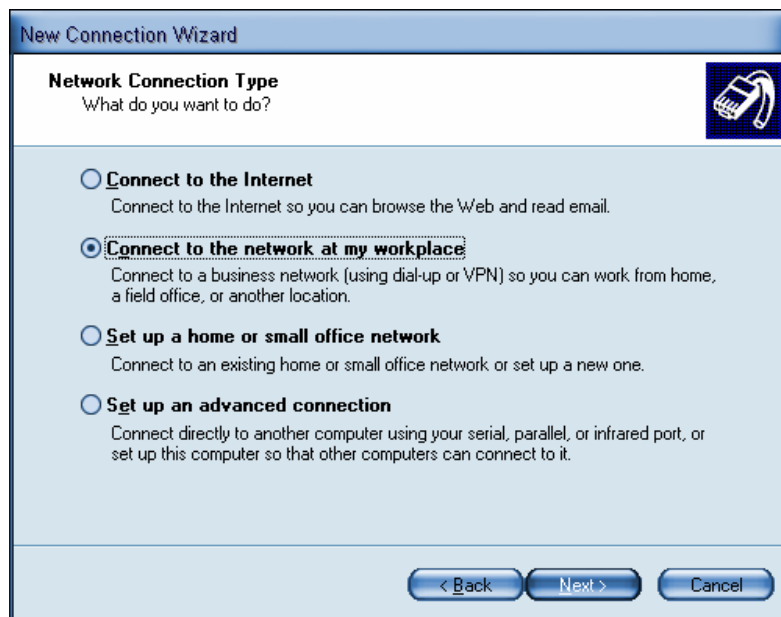 New Connection Wizard
Network Connection Type
What do you want to do?
Connect to the Internet
Connect to the Internet so you can browse the Web and read email.
Connect to the network at my workplace
Connect to a business network (using dial-up or VPN) so you can work from home,
a field office, or another location.
Set up a home or small office network
Connect to an existing home or small office network or set up a new one.
Set up an advanced connection
Connect directly to another computer using your serial, parallel, or infrared port, or
set up this computer so that other computers can connect to it.
< Back Next > Cancel